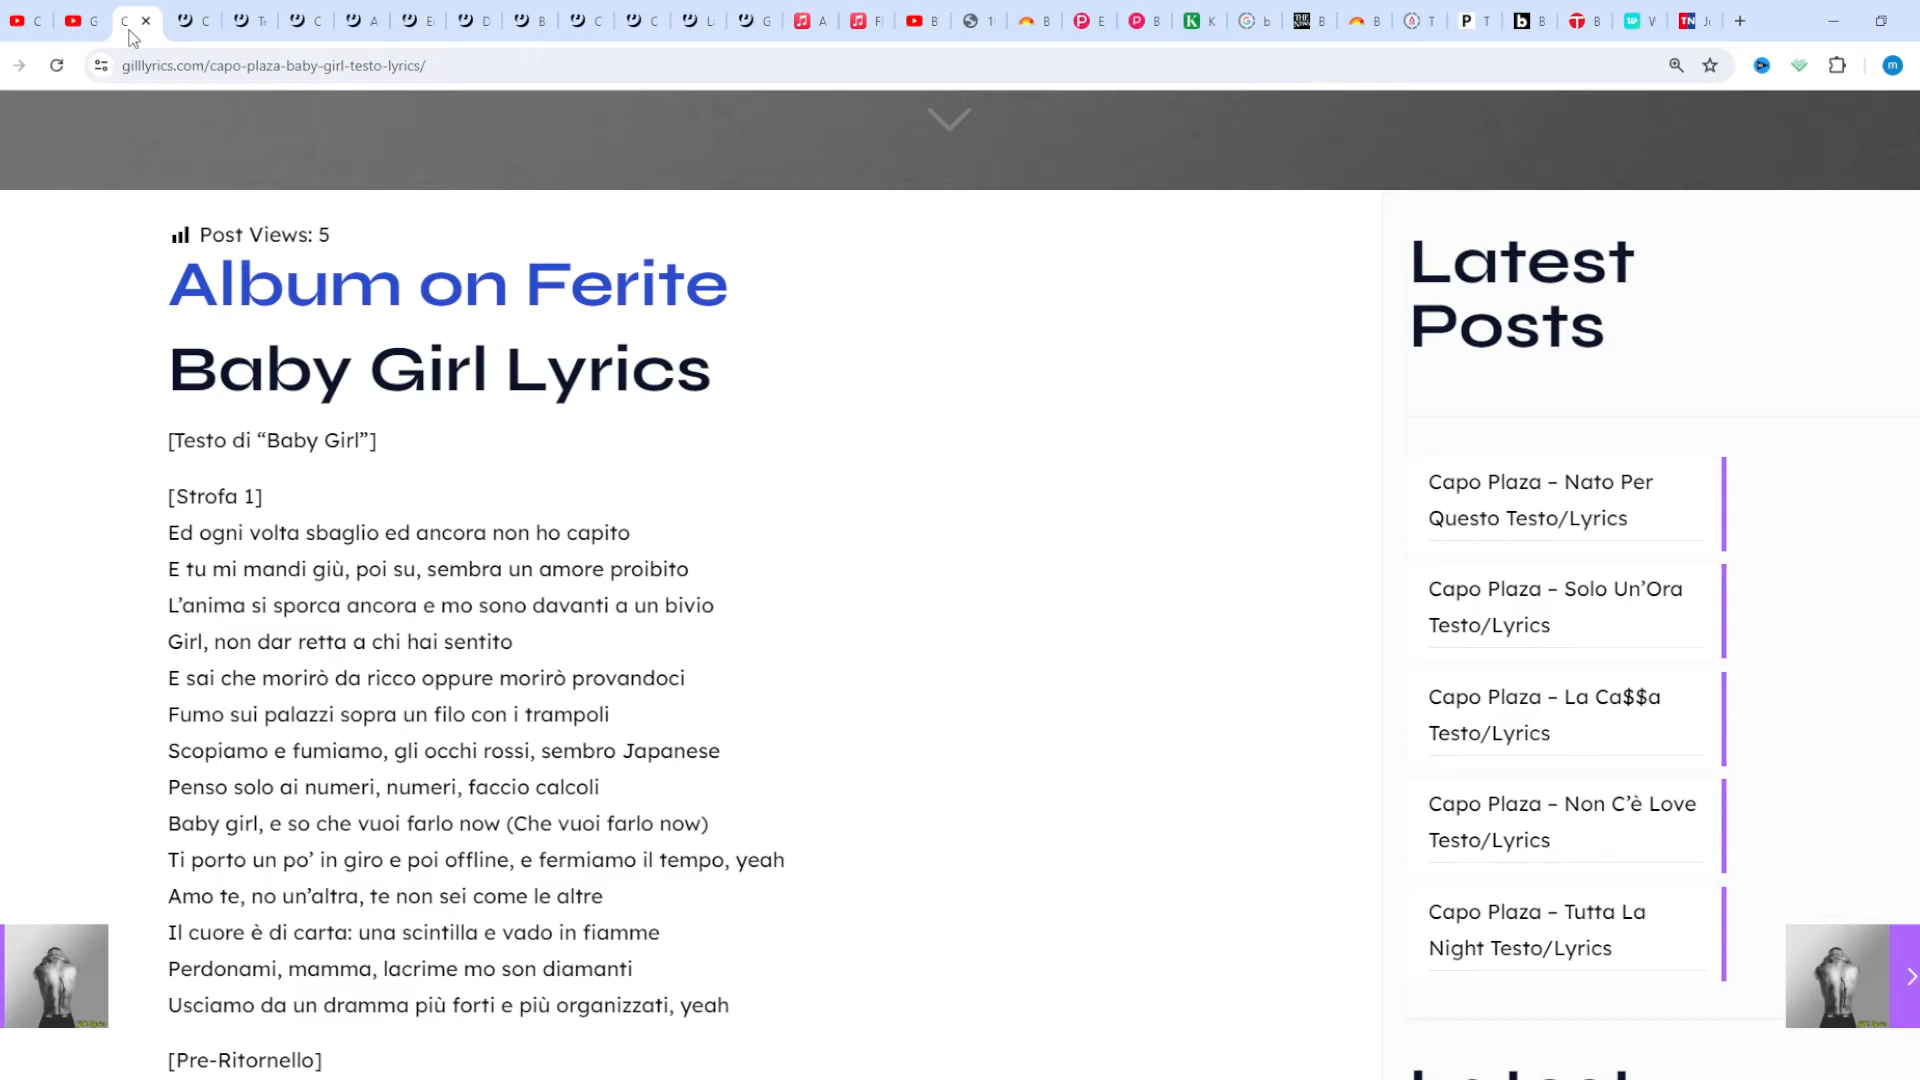 C
G
C
C
T
C
A
E
D
B
C
C
L
G
A
F
B
1
B
E
B
K
b
B
B
T
T
B
B
V
J
gilllyrics.com/capo-plaza-baby-girl-testo-lyrics/
m
Post Views: 5
Album on Ferite
Baby Girl Lyrics
[Testo di “Baby Girl”]
[Strofa 1]
Ed ogni volta sbaglio ed ancora non ho capito
E tu mi mandi giù, poi su, sembra un amore proibito
L’anima si sporca ancora e mo sono davanti a un bivio
Girl, non dar retta a chi hai sentito
E sai che morirò da ricco oppure morirò provandoci
Fumo sui palazzi sopra un filo con i trampoli
Scopiamo e fumiamo, gli occhi rossi, sembro Japanese
Penso solo ai numeri, numeri, faccio calcoli
Baby girl, e so che vuoi farlo now (Che vuoi farlo now)
Ti porto un po’ in giro e poi offline, e fermiamo il tempo, yeah
Amo te, no un’altra, te non sei come le altre
Il cuore è di carta: una scintilla e vado in fiamme
Perdonami, mamma, lacrime mo son diamanti
Usciamo da un dramma più forti e più organizzati, yeah
[Pre-Ritornello]
Latest
Posts
Capo Plaza – Nato Per
Questo Testo/Lyrics
Capo Plaza – Solo Un’Ora
Testo/Lyrics
Capo Plaza – La Ca$$a
Testo/Lyrics
Capo Plaza – Non C’è Love
Testo/Lyrics
Capo Plaza – Tutta La
Night Testo/Lyrics